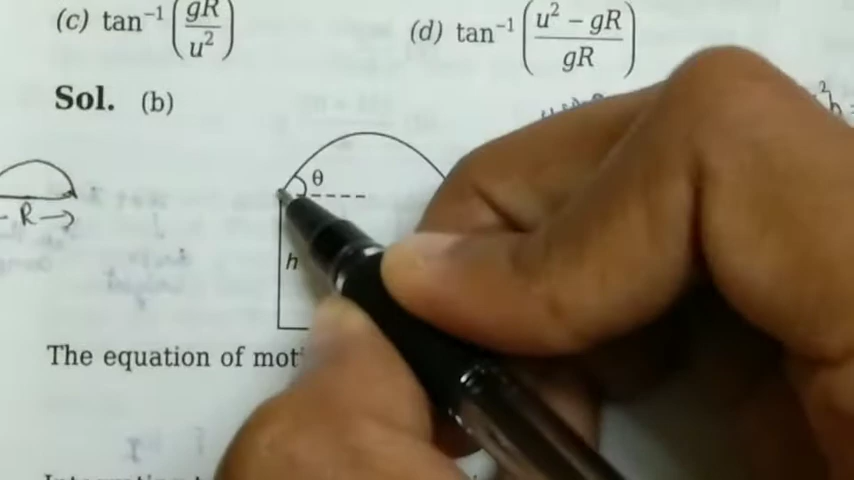 (c) tan⁻¹ (gR / u²) (d) tan⁻¹ (u² − gR / gR)
Sol. (b)
θ
R
h
The equation of mot